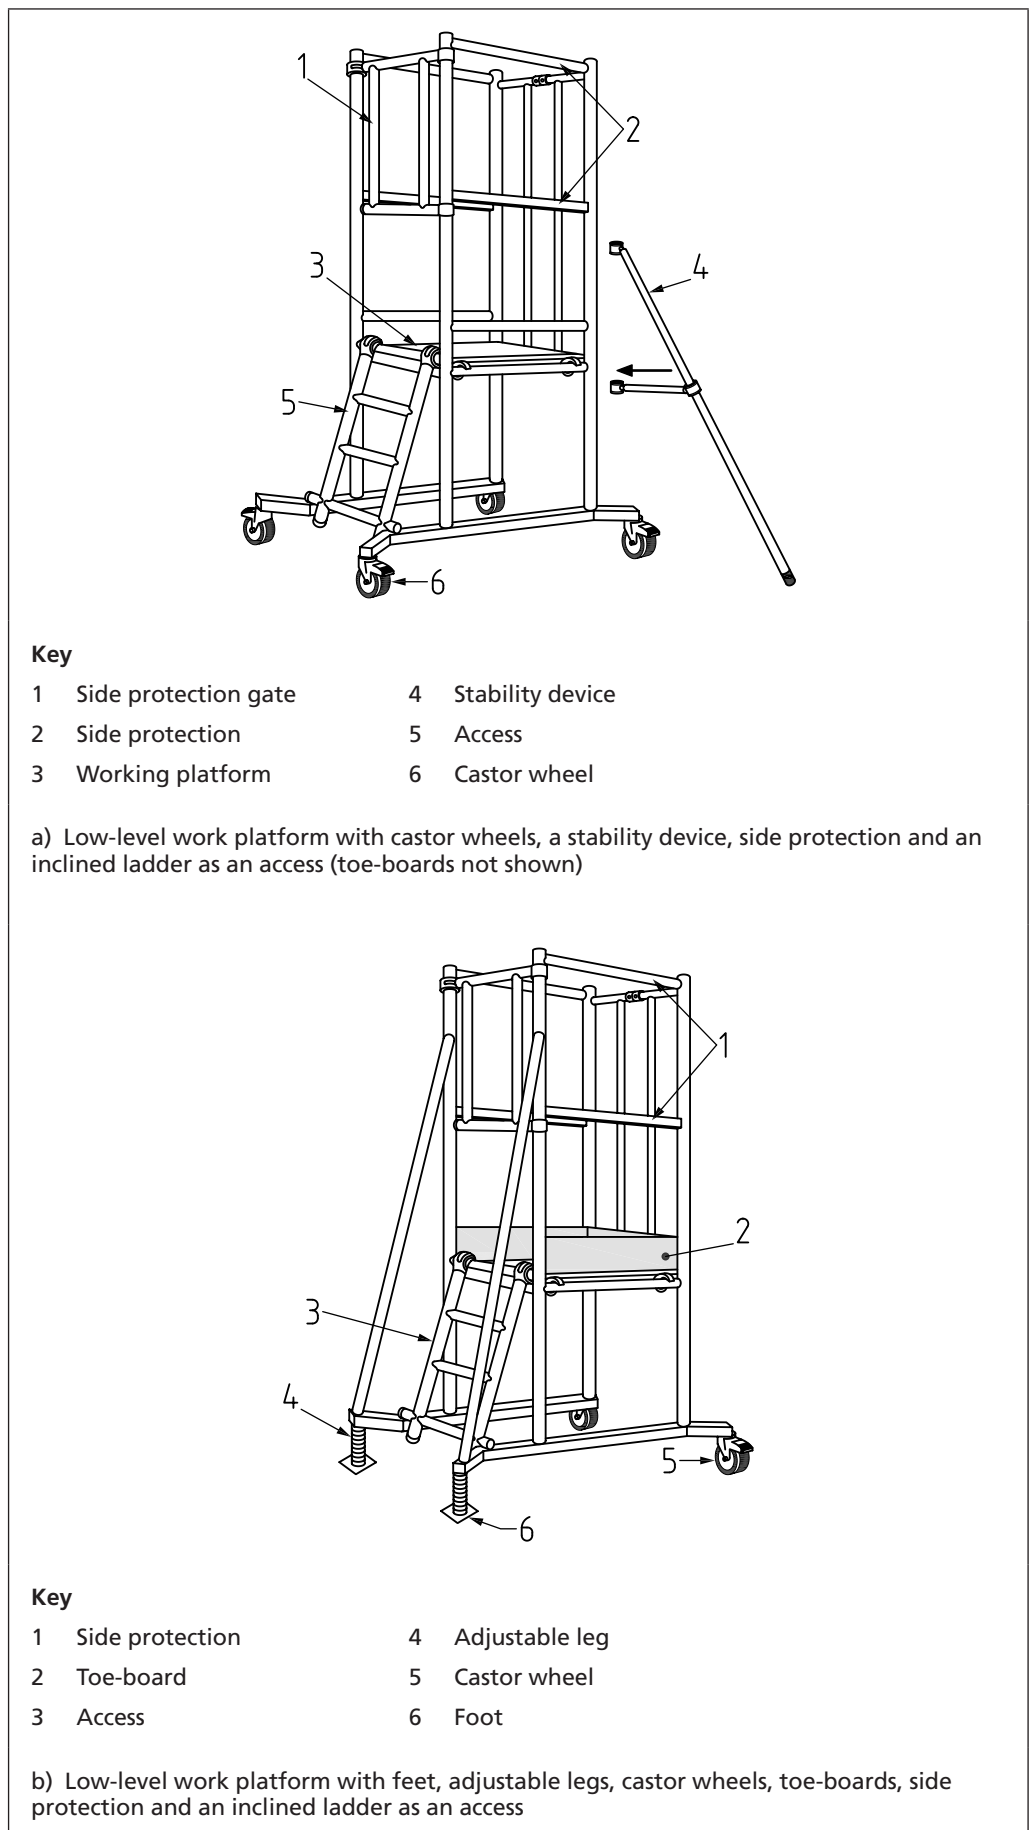 1
2
3
4
5
6
Key
1 Side protection gate 4 Stability device
2 Side protection 5 Access
3 Working platform 6 Castor wheel
a) Low-level work platform with castor wheels, a stability device, side protection and an
inclined ladder as an access (toe-boards not shown)
1
2
3
4
5
6
Key
1 Side protection 4 Adjustable leg
2 Toe-board 5 Castor wheel
3 Access 6 Foot
b) Low-level work platform with feet, adjustable legs, castor wheels, toe-boards, side
protection and an inclined ladder as an access